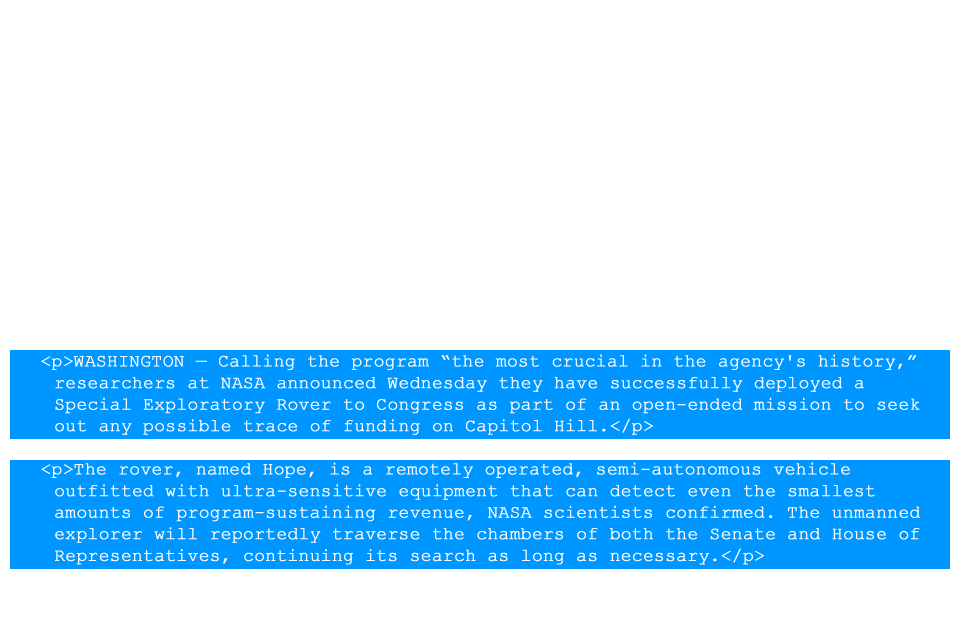 <p>WASHINGTON — Calling the program “the most crucial in the agency's history,”
researchers at NASA announced Wednesday they have successfully deployed a
Special Exploratory Rover to Congress as part of an open-ended mission to seek
out any possible trace of funding on Capitol Hill.</p>
<p>The rover, named Hope, is a remotely operated, semi-autonomous vehicle
outfitted with ultra-sensitive equipment that can detect even the smallest
amounts of program-sustaining revenue, NASA scientists confirmed. The unmanned
explorer will reportedly traverse the chambers of both the Senate and House of
Representatives, continuing its search as long as necessary.</p>